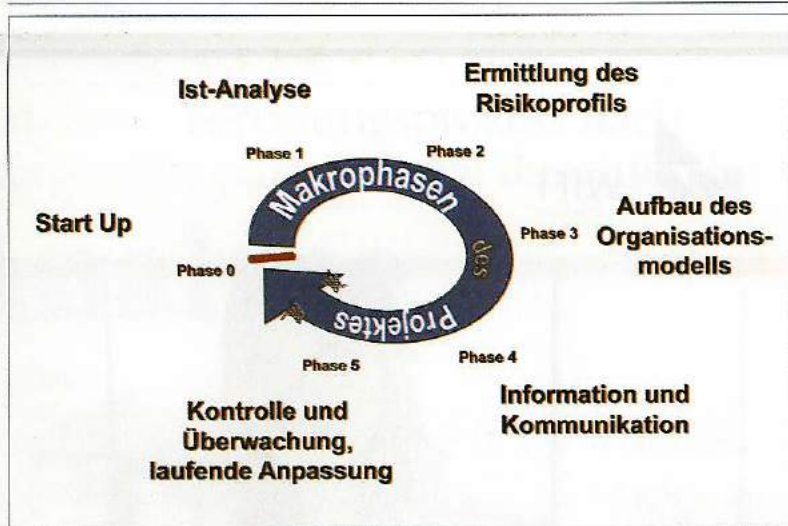 Ist-Analyse
Ermittlung des
Risikoprofils
Phase 1
Phase 2
Makrophasen
des
Projektes
Start Up
Phase 0
Phase 3
Aufbau des
Organisations-
modells
Phase 5
Phase 4
Kontrolle und
Überwachung,
laufende Anpassung
Information und
Kommunikation